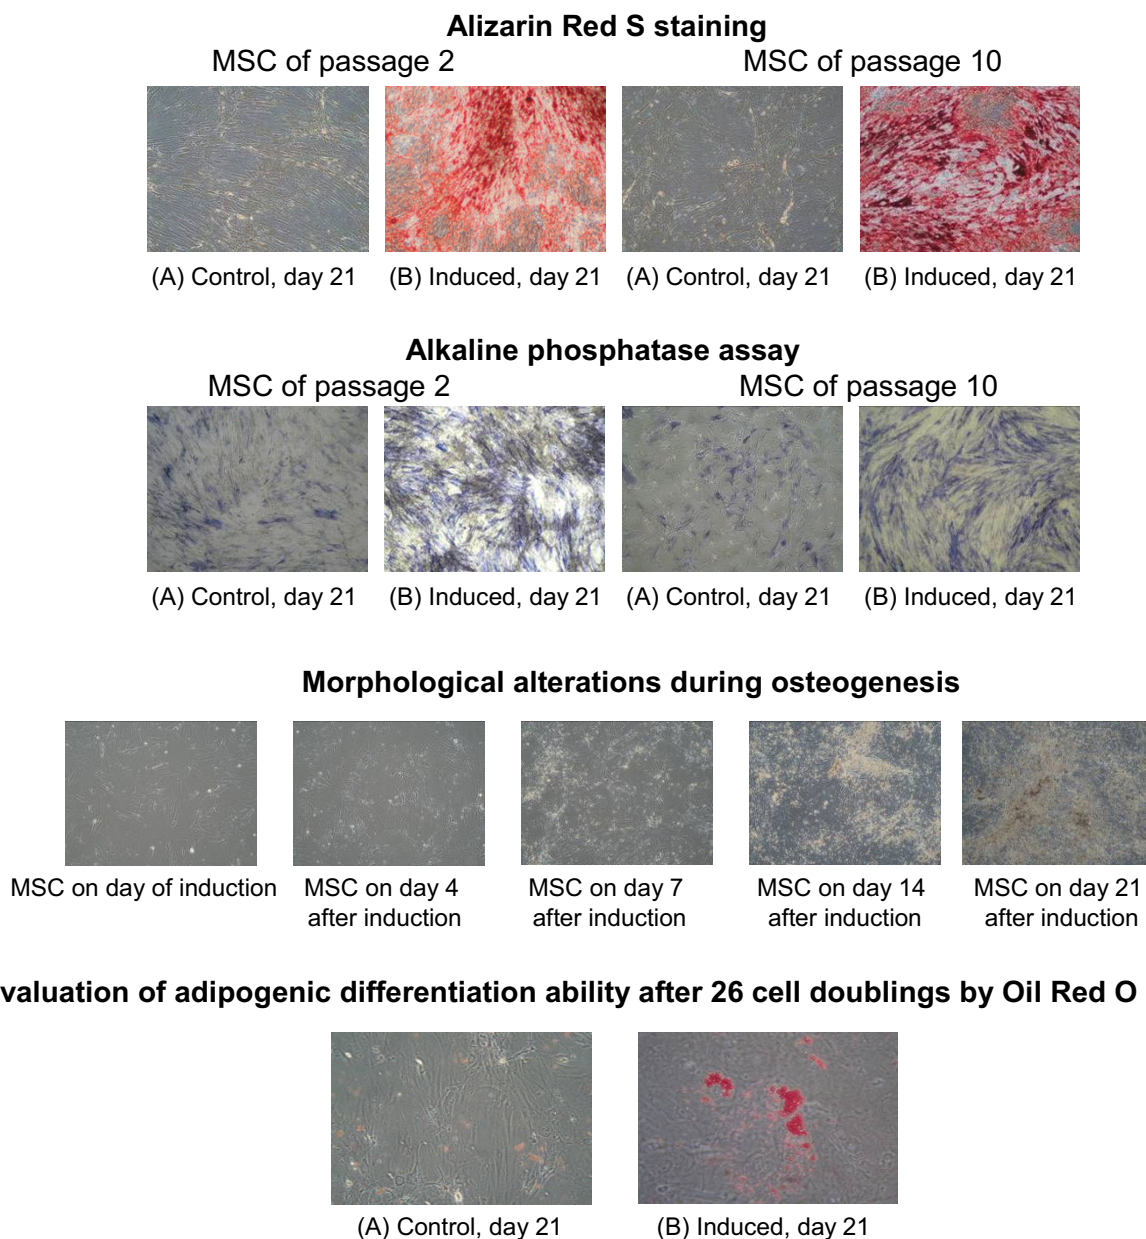 Alizarin Red S staining
MSC of passage 2
MSC of passage 10
(A) Control, day 21
(B) Induced, day 21
(A) Control, day 21
(B) Induced, day 21
Alkaline phosphatase assay
MSC of passage 2
MSC of passage 10
(A) Control, day 21
(B) Induced, day 21
(A) Control, day 21
(B) Induced, day 21
Morphological alterations during osteogenesis
MSC on day of induction
MSC on day 4
after induction
MSC on day 7
after induction
MSC on day 14
after induction
MSC on day 21
after induction
valuation of adipogenic differentiation ability after 26 cell doublings by Oil Red O
(A) Control, day 21
(B) Induced, day 21